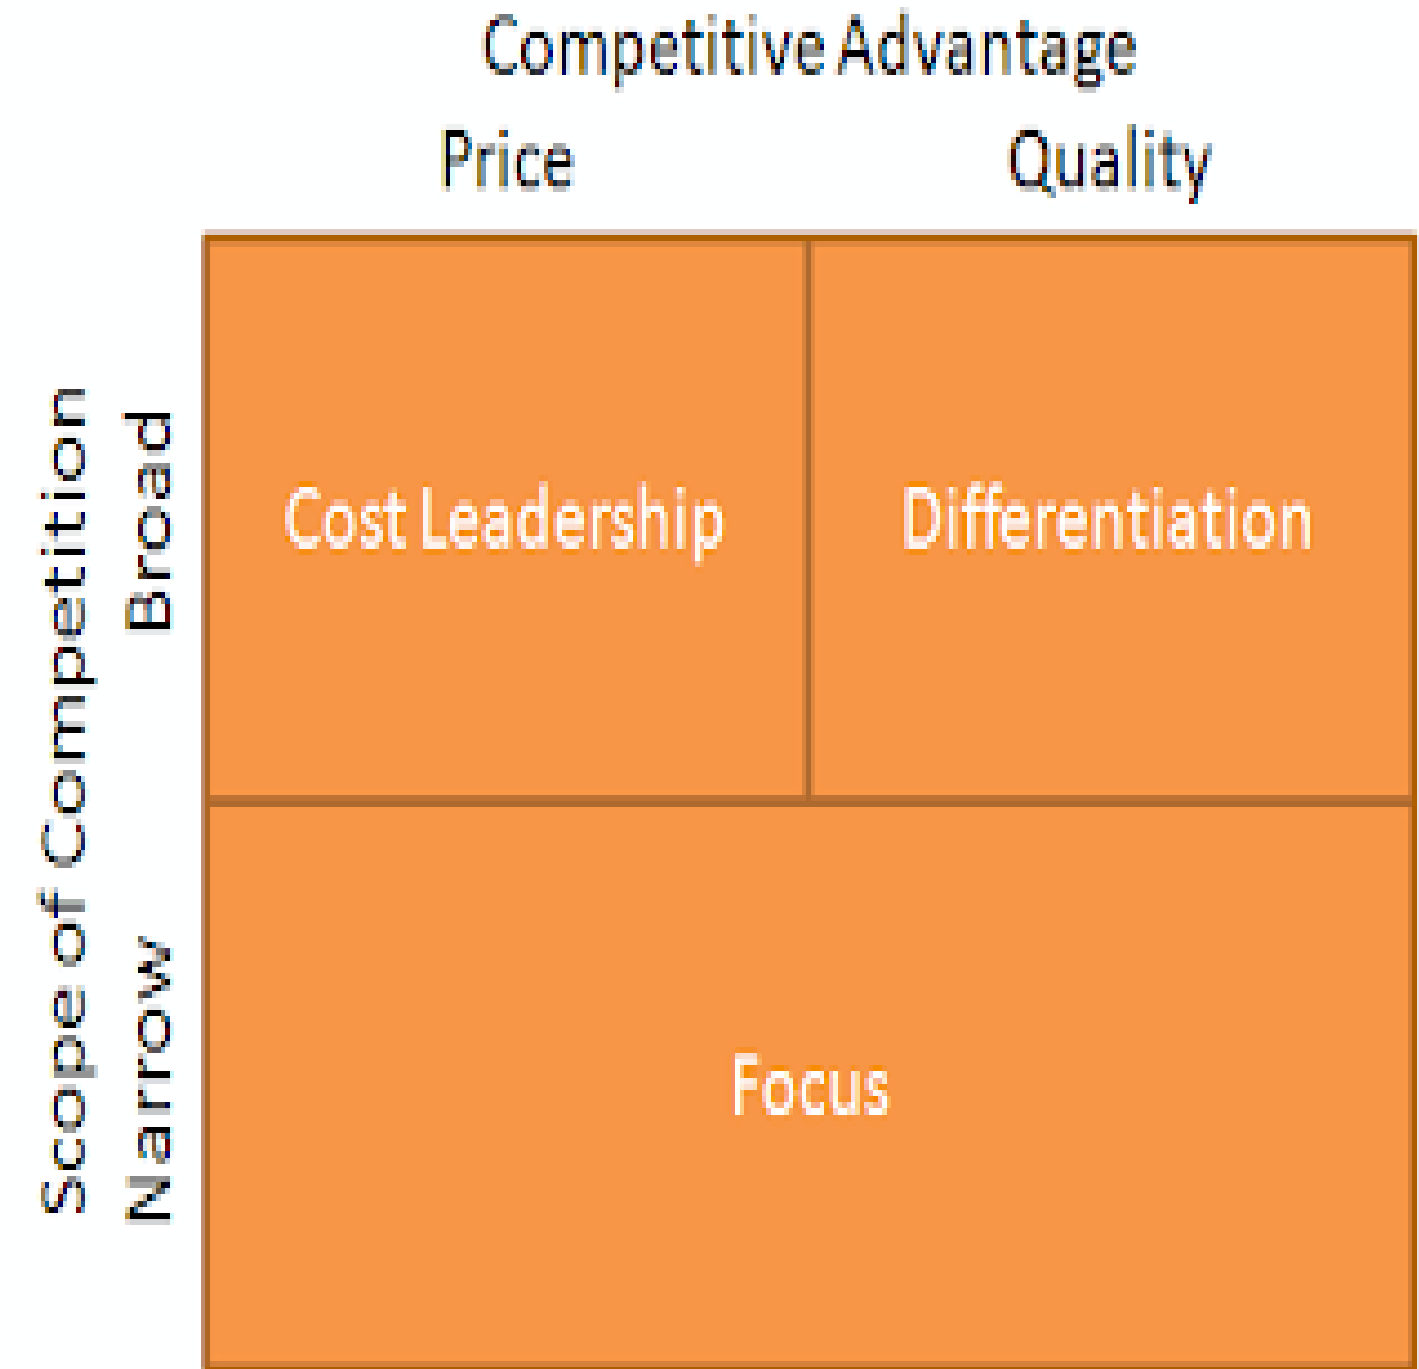 Competitive Advantage
Price Quality
Scope of Competition
Broad
Cost Leadership Differentiation
Narrow
Focus